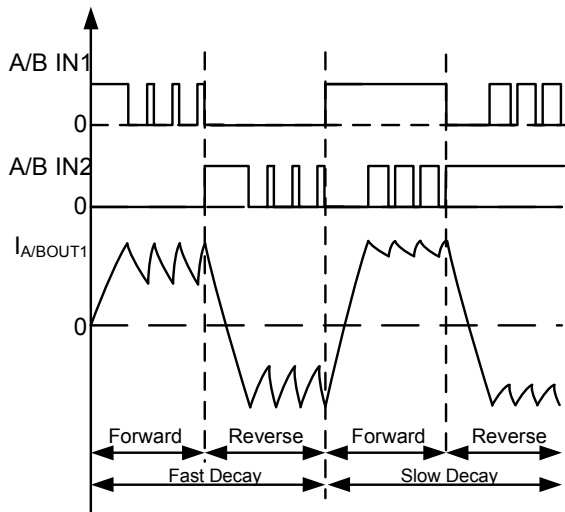 A/B IN1
0
A/B IN2
0
IA/BOUT1
0
Forward Reverse Forward Reverse
Fast Decay Slow Decay